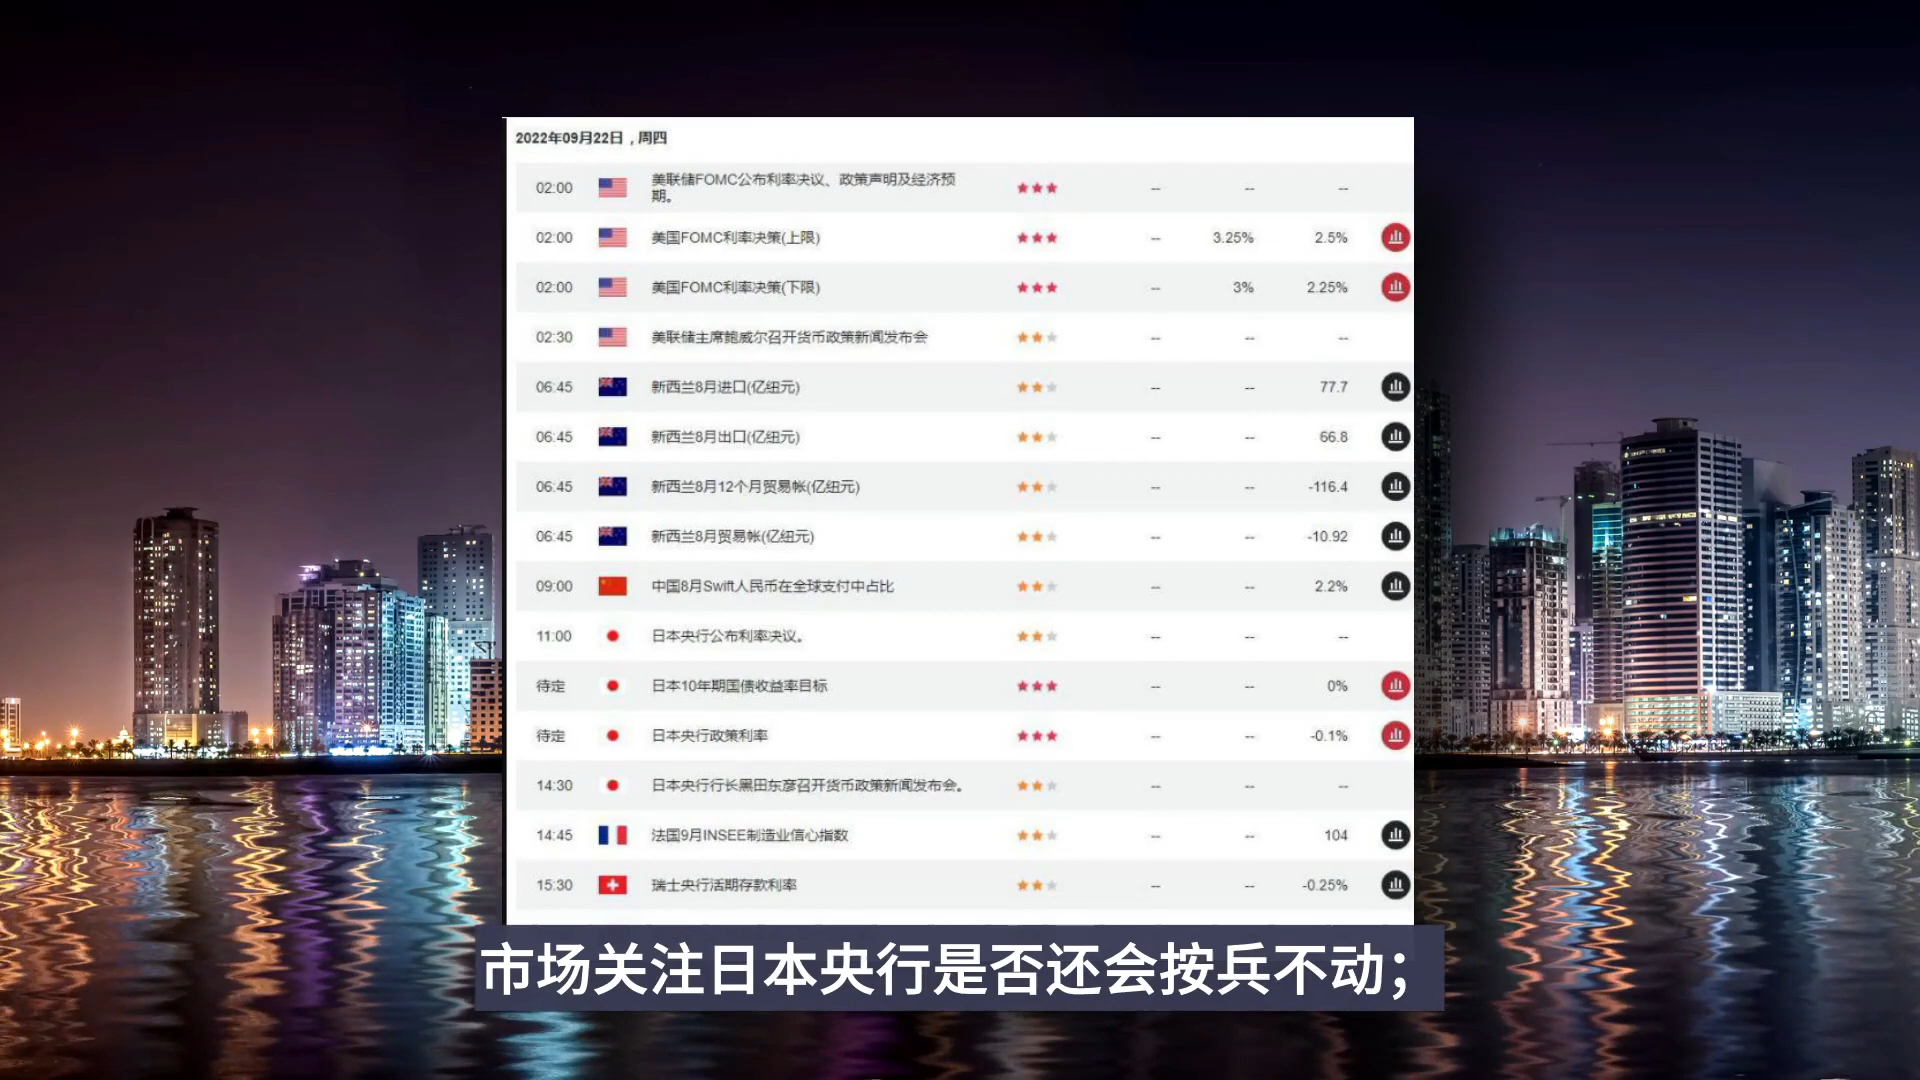 2022年09月22日，周四
02:00 美联储FOMC公布利率决议、政策声明及经济预
期。 -- -- --
02:00 美国FOMC利率决策(上限) -- 3.25% 2.5%
02:00 美国FOMC利率决策(下限) -- 3% 2.25%
02:30 美联储主席鲍威尔召开货币政策新闻发布会 -- -- --
06:45 新西兰8月进口(亿纽元) -- -- 77.7
06:45 新西兰8月出口(亿纽元) -- -- 66.8
06:45 新西兰8月12个月贸易帐(亿纽元) -- -- -116.4
06:45 新西兰8月贸易帐(亿纽元) -- -- -10.92
09:00 中国8月Swift人民币在全球支付中占比 -- -- 2.2%
11:00 日本央行公布利率决议。 -- -- --
待定 日本10年期国债收益率目标 -- -- 0%
待定 日本央行政策利率 -- -- -0.1%
14:30 日本央行行长黑田东彦召开货币政策新闻发布会。 -- -- --
14:45 法国9月INSEE制造业信心指数 -- -- 104
15:30 瑞士央行活期存款利率 -- -- -0.25%
市场关注日本央行是否还会按兵不动；